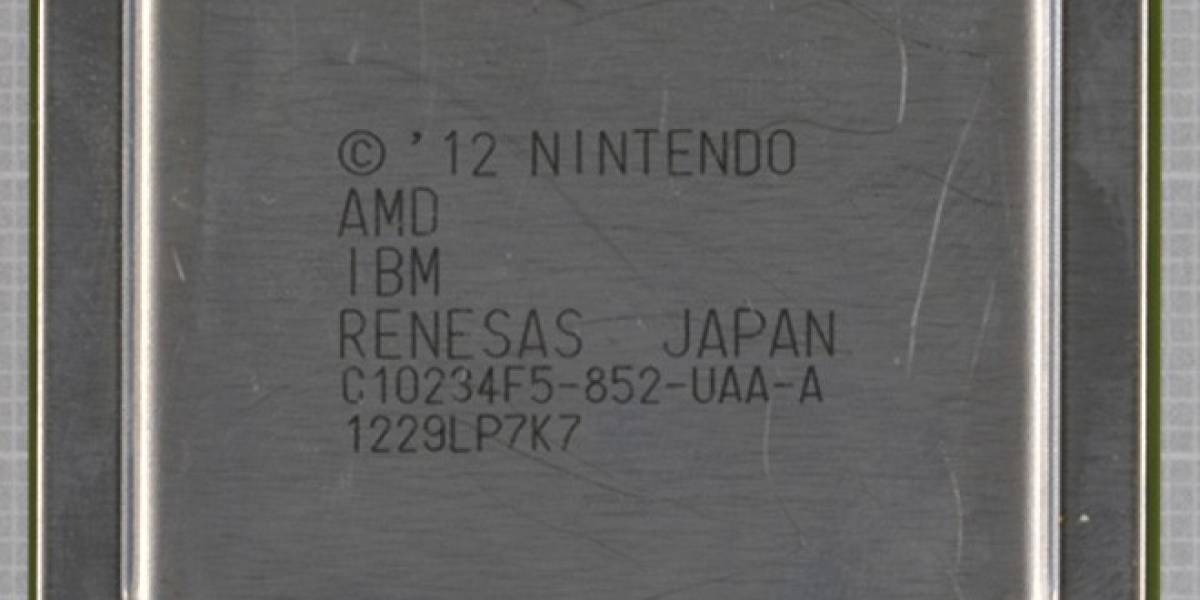 © '12 NINTENDO
AMD
IBM
RENESAS JAPAN
C10234F5-852-UAA-A
1229LP7K7